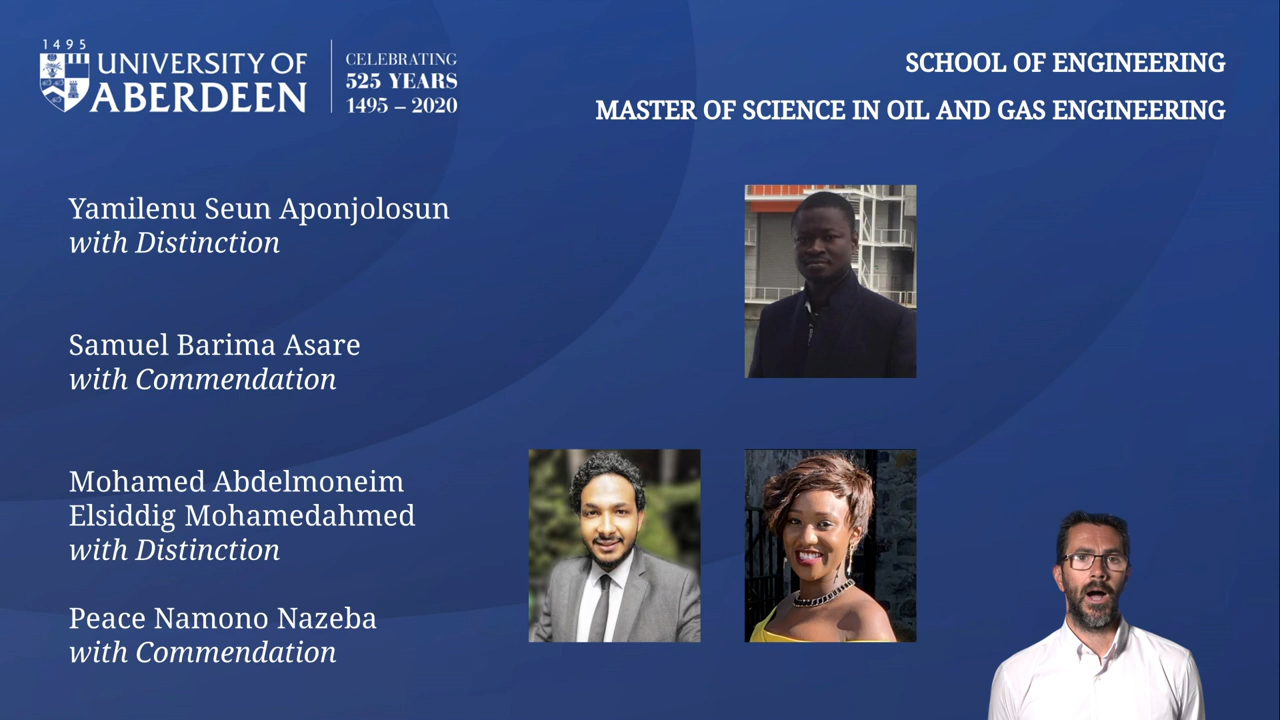 1495
UNIVERSITY OF
ABERDEEN
CELEBRATING
525 YEARS
1495 – 2020
SCHOOL OF ENGINEERING
MASTER OF SCIENCE IN OIL AND GAS ENGINEERING
Yamilenu Seun Aponjolosun
with Distinction
Samuel Barima Asare
with Commendation
Mohamed Abdelmoneim
Elsiddig Mohamedahmed
with Distinction
Peace Namono Nazeba
with Commendation